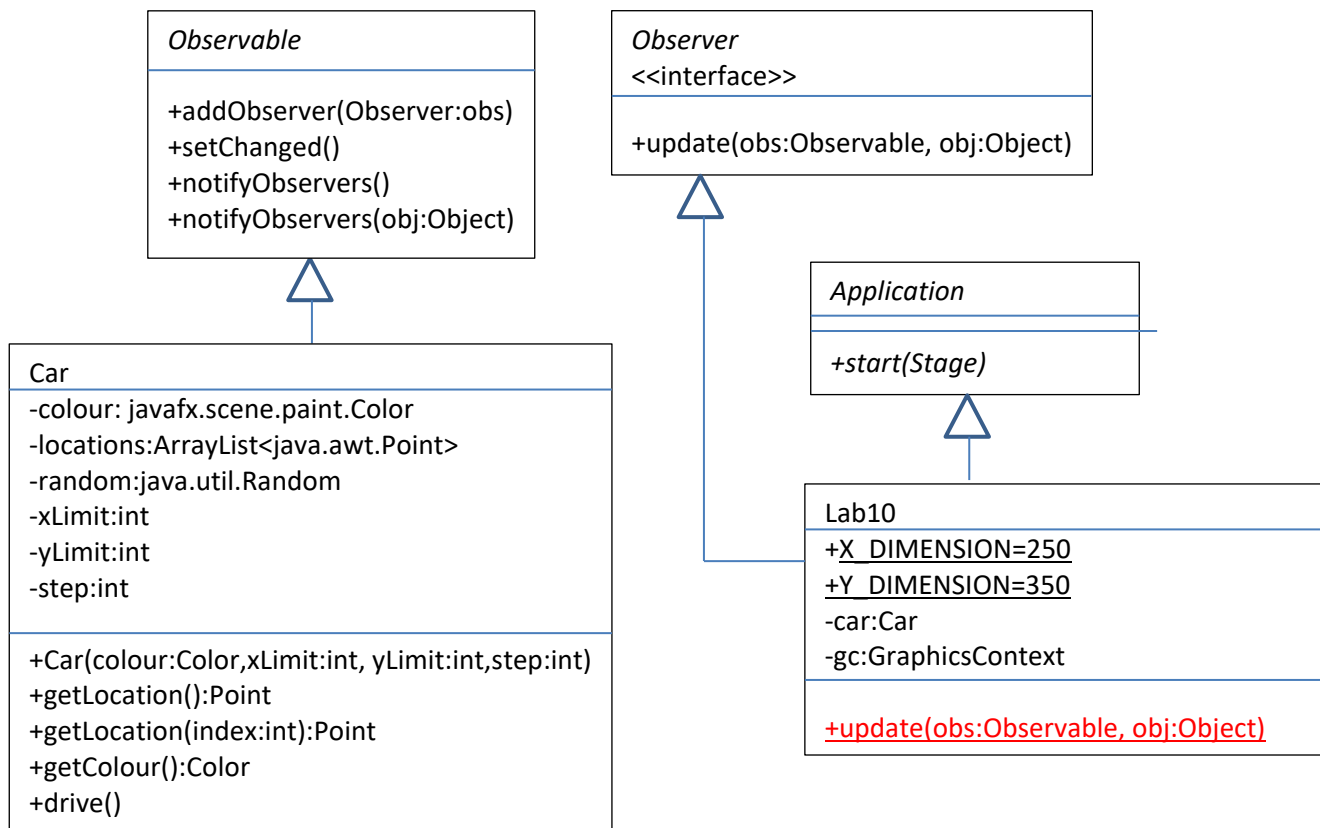 Observable
+addObserver(Observer:obs)
+setChanged()
+notifyObservers()
+notifyObservers(obj:Object)
Observer
<<interface>>
+update(obs:Observable, obj:Object)
Application
+start(Stage)
Car
-colour: javafx.scene.paint.Color
-locations:ArrayList<java.awt.Point>
-random:java.util.Random
-xLimit:int
-yLimit:int
-step:int
+Car(colour:Color,xLimit:int, yLimit:int,step:int)
+getLocation():Point
+getLocation(index:int):Point
+getColour():Color
+drive()
Lab10
+X_DIMENSION=250
+Y_DIMENSION=350
-car:Car
-gc:GraphicsContext
+update(obs:Observable, obj:Object)